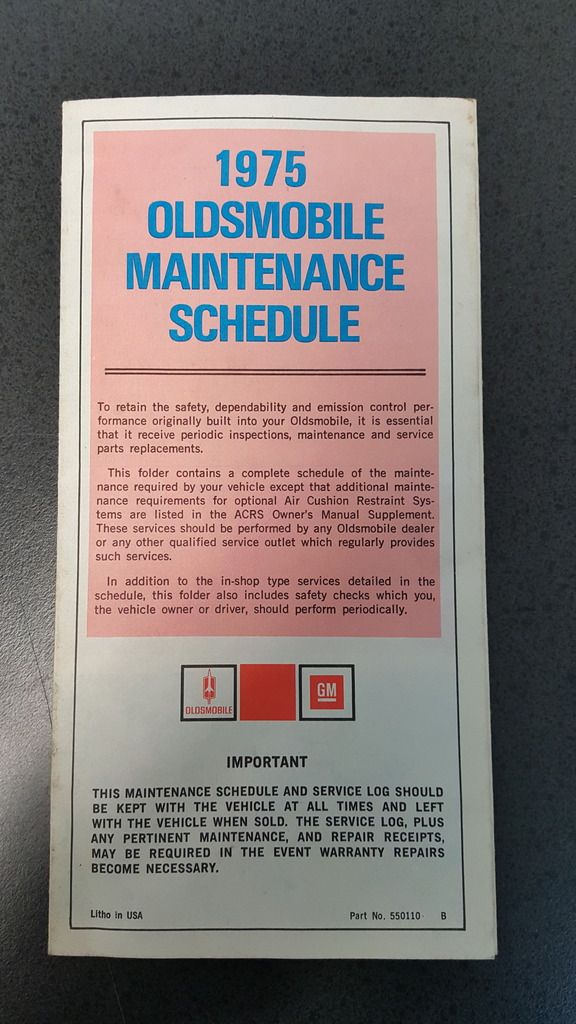 1975
OLDSMOBILE
MAINTENANCE
SCHEDULE
To retain the safety, dependability and emission control per-
formance originally built into your Oldsmobile, it is essential
that it receive periodic inspections, maintenance and service
parts replacements.
This folder contains a complete schedule of the mainte-
nance required by your vehicle except that additional mainte-
nance requirements for optional Air Cushion Restraint Sys-
tems are listed in the ACRS Owner's Manual Supplement.
These services should be performed by any Oldsmobile dealer
or any other qualified service outlet which regularly provides
such services.
In addition to the in-shop type services detailed in the
schedule, this folder also includes safety checks which you,
the vehicle owner or driver, should perform periodically.
OLDSMOBILE
GM
IMPORTANT
THIS MAINTENANCE SCHEDULE AND SERVICE LOG SHOULD
BE KEPT WITH THE VEHICLE AT ALL TIMES AND LEFT
WITH THE VEHICLE WHEN SOLD. THE SERVICE LOG, PLUS
ANY PERTINENT MAINTENANCE, AND REPAIR RECEIPTS,
MAY BE REQUIRED IN THE EVENT WARRANTY REPAIRS
BECOME NECESSARY.
Litho in USA Part No. 550110 B